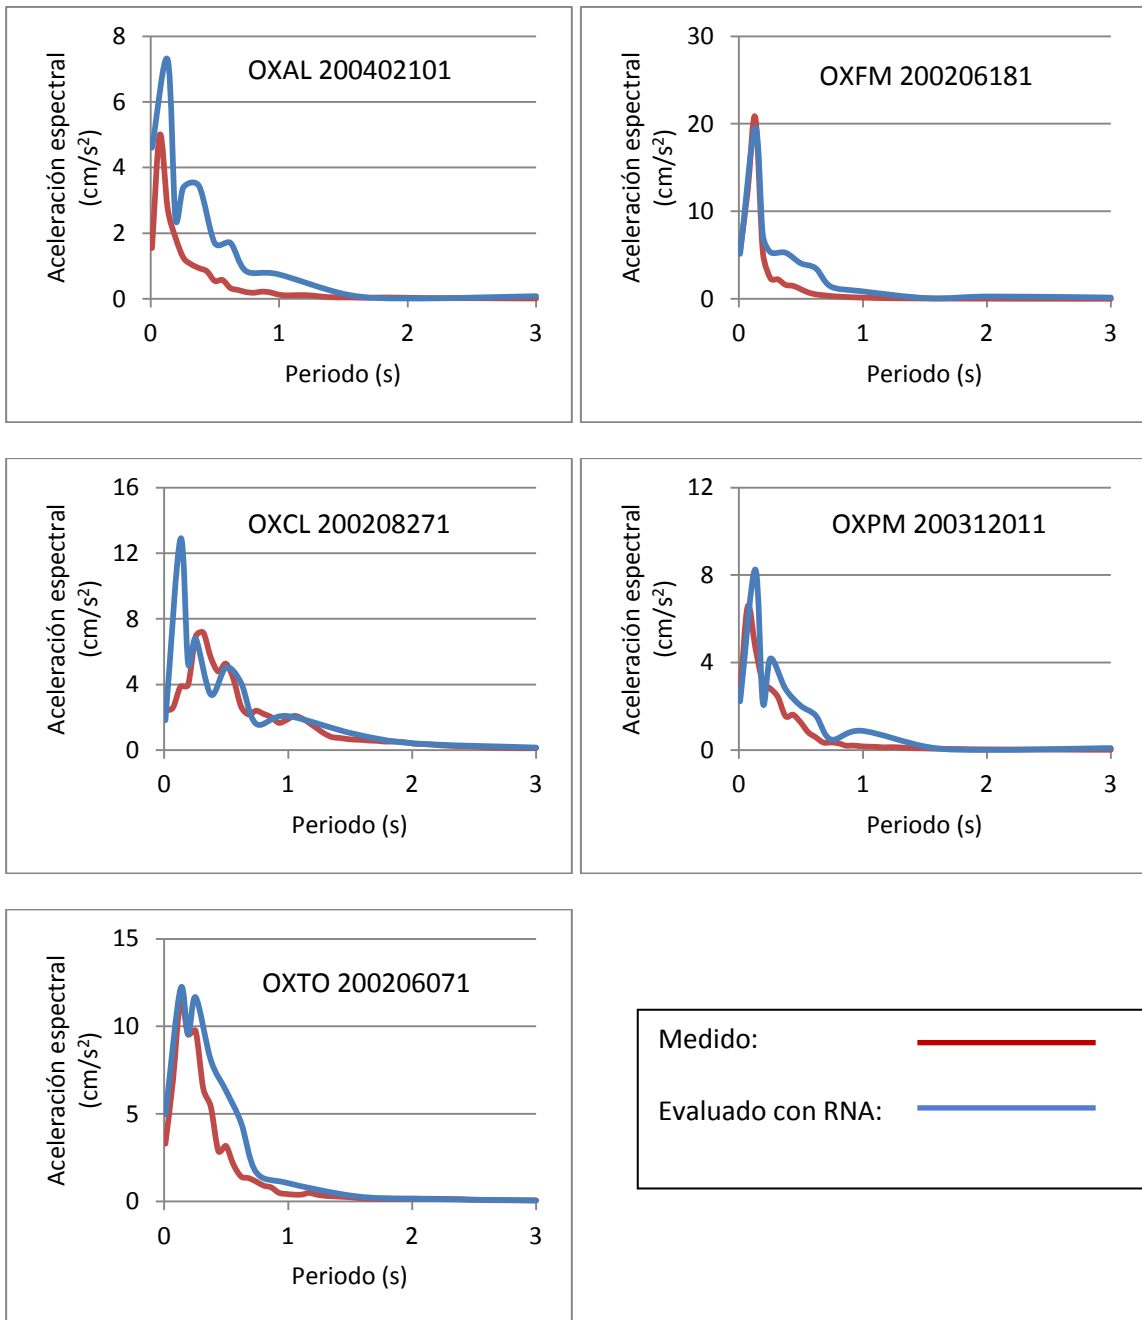 OXAL 200402101
Aceleración espectral
(cm/s²)
8
6
4
2
0
0 1 2 3
Periodo (s)
OXFM 200206181
Aceleración espectral
(cm/s²)
30
20
10
0
0 1 2 3
Periodo (s)
OXCL 200208271
Aceleración espectral
(cm/s²)
16
12
8
4
0
0 1 2 3
Periodo (s)
OXPM 200312011
Aceleración espectral
(cm/s²)
12
8
4
0
0 1 2 3
Periodo (s)
OXTO 200206071
Aceleración espectral
(cm/s²)
15
10
5
0
0 1 2 3
Periodo (s)
Medido:
Evaluado con RNA: